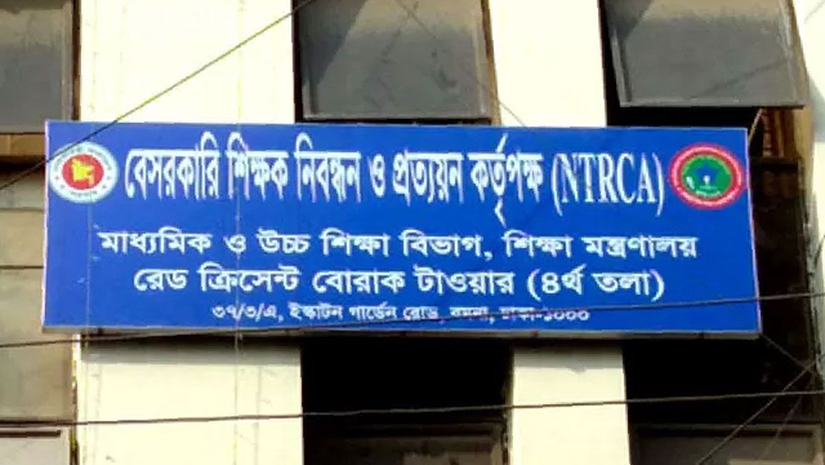 বেসরকারি শিক্ষক নিবন্ধন ও প্রত্যয়ন কর্তৃপক্ষ (NTRCA)
মাধ্যমিক ও উচ্চ শিক্ষা বিভাগ, শিক্ষা মন্ত্রণালয়
রেড ক্রিসেন্ট বোরাক টাওয়ার (৪র্থ তলা)
৩৭/৩/এ, ইস্কাটন গার্ডেন রোড, রমনা, ঢাকা-১০০০